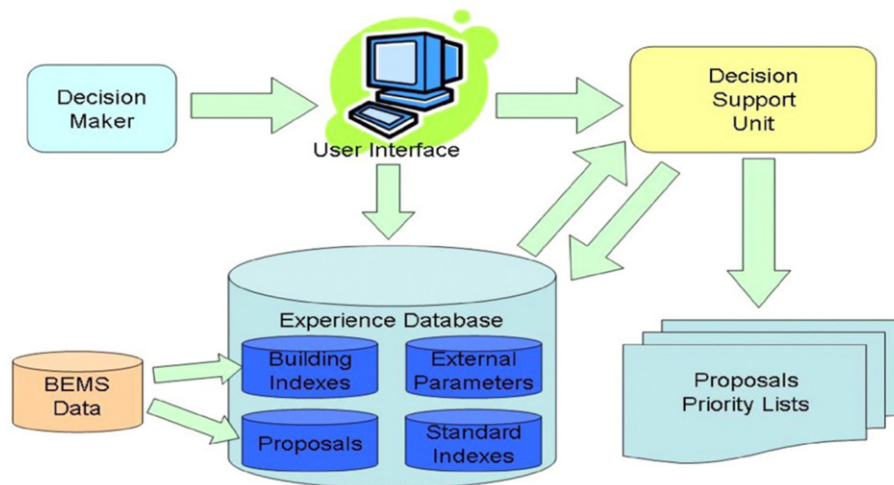 Decision
Maker
User Interface
Decision
Support
Unit
Experience Database
Building
Indexes
External
Parameters
BEMS
Data
Proposals
Standard
Indexes
Proposals
Priority Lists